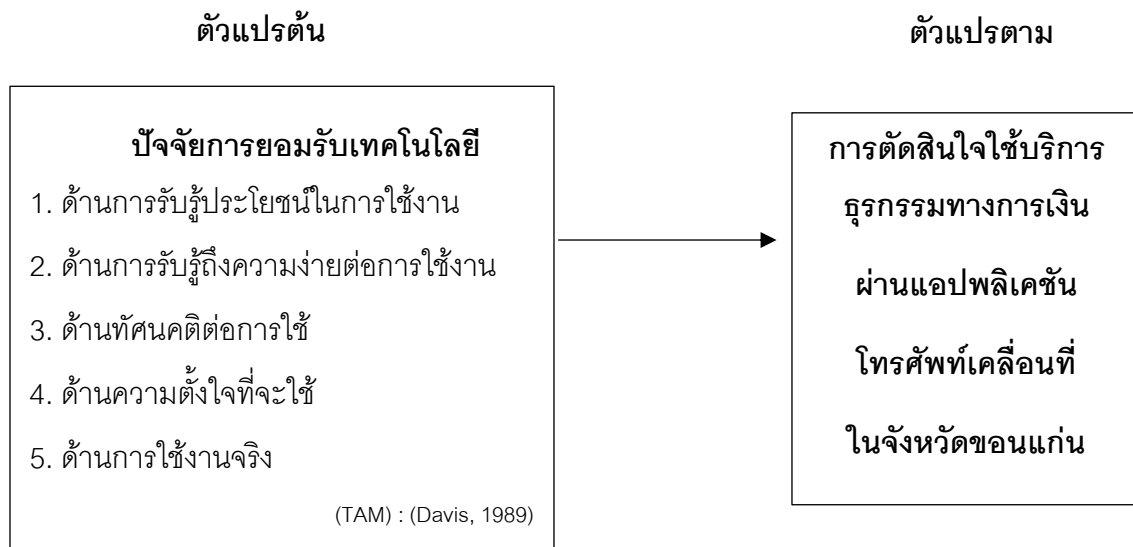 ตัวแปรต้น
ปัจจัยการยอมรับเทคโนโลยี
1. ด้านการรับรู้ประโยชน์ในการใช้งาน
2. ด้านการรับรู้ถึงความง่ายต่อการใช้งาน
3. ด้านทัศนคติต่อการใช้
4. ด้านความตั้งใจที่จะใช้
5. ด้านการใช้งานจริง
(TAM) : (Davis, 1989)
ตัวแปรตาม
การตัดสินใจใช้บริการ
ธุรกรรมทางการเงิน
ผ่านแอปพลิเคชัน
โทรศัพท์เคลื่อนที่
ในจังหวัดขอนแก่น